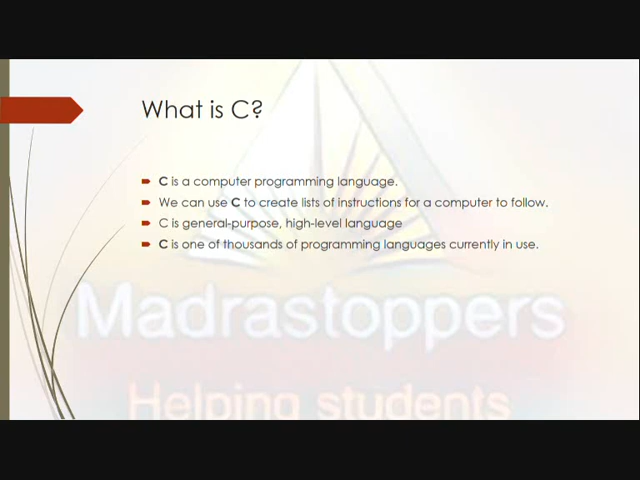 What is C?
C is a computer programming language.
We can use C to create lists of instructions for a computer to follow.
C is general-purpose, high-level language
C is one of thousands of programming languages currently in use.
Madrastoppers
Helping students